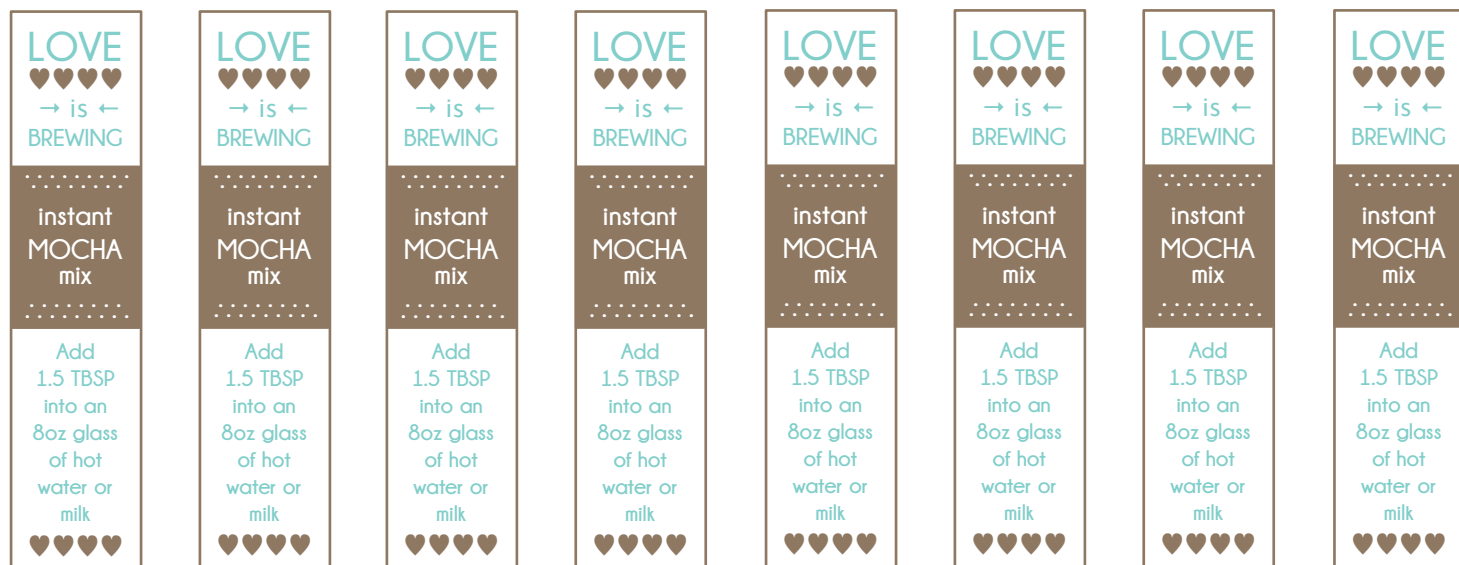 LOVE
→ is ←
BREWING
instant
MOCHA
mix
Add
1.5 TBSP
into an
8oz glass
of hot
water or
milk
LOVE
→ is ←
BREWING
instant
MOCHA
mix
Add
1.5 TBSP
into an
8oz glass
of hot
water or
milk
LOVE
→ is ←
BREWING
instant
MOCHA
mix
Add
1.5 TBSP
into an
8oz glass
of hot
water or
milk
LOVE
→ is ←
BREWING
instant
MOCHA
mix
Add
1.5 TBSP
into an
8oz glass
of hot
water or
milk
LOVE
→ is ←
BREWING
instant
MOCHA
mix
Add
1.5 TBSP
into an
8oz glass
of hot
water or
milk
LOVE
→ is ←
BREWING
instant
MOCHA
mix
Add
1.5 TBSP
into an
8oz glass
of hot
water or
milk
LOVE
→ is ←
BREWING
instant
MOCHA
mix
Add
1.5 TBSP
into an
8oz glass
of hot
water or
milk
LOVE
→ is ←
BREWING
instant
MOCHA
mix
Add
1.5 TBSP
into an
8oz glass
of hot
water or
milk